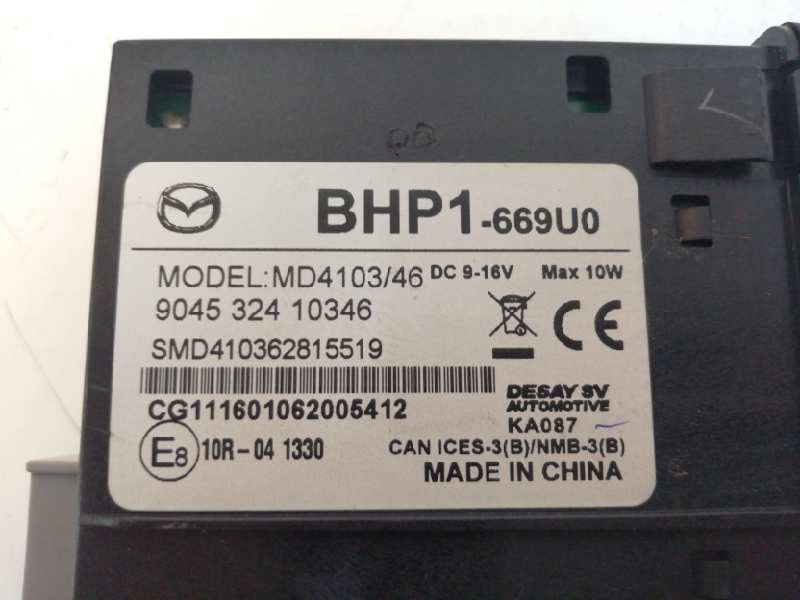 BHP1-669U0
MODEL:MD4103/46 DC 9-16V Max 10W
9045 324 10346
SMD410362815519
CG111601062005412
DESAY SV
AUTOMOTIVE
KA087
E8 10R-04 1330
CAN ICES-3(B)/NMB-3(B)
MADE IN CHINA
CE